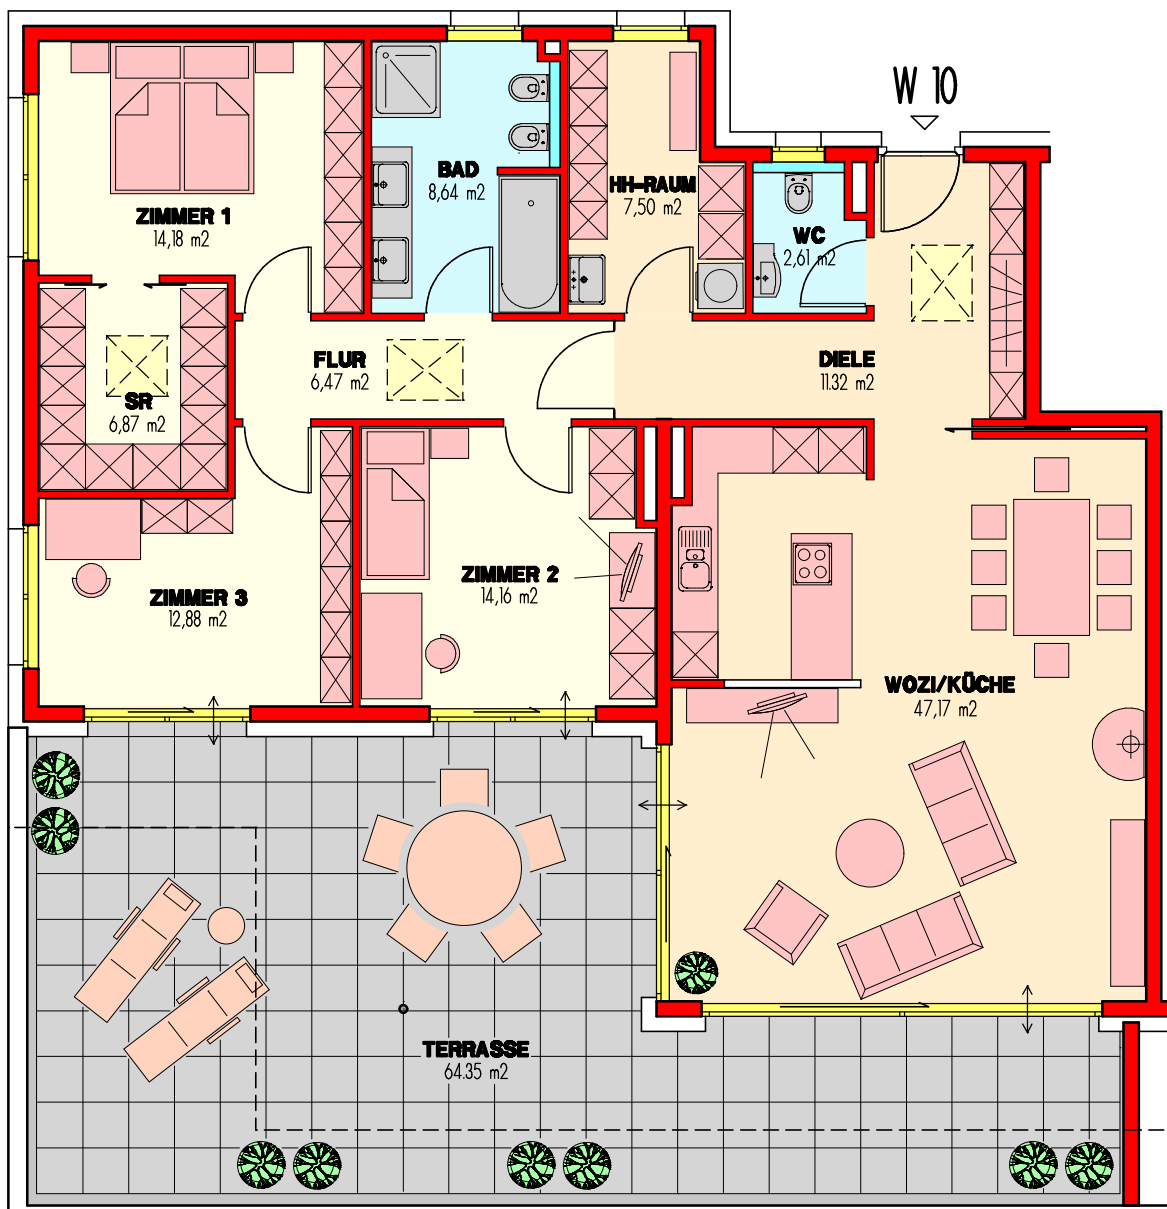 W 10
BAD
8,64 m2
HH-RAUM
7,50 m2
ZIMMER 1
14,18 m2
WC
2,61 m2
FLUR
6,47 m2
DIELE
11.32 m2
SR
6,87 m2
ZIMMER 2
14,16 m2
ZIMMER 3
12,88 m2
WOZI/KÜCHE
47,17 m2
TERRASSE
64.35 m2